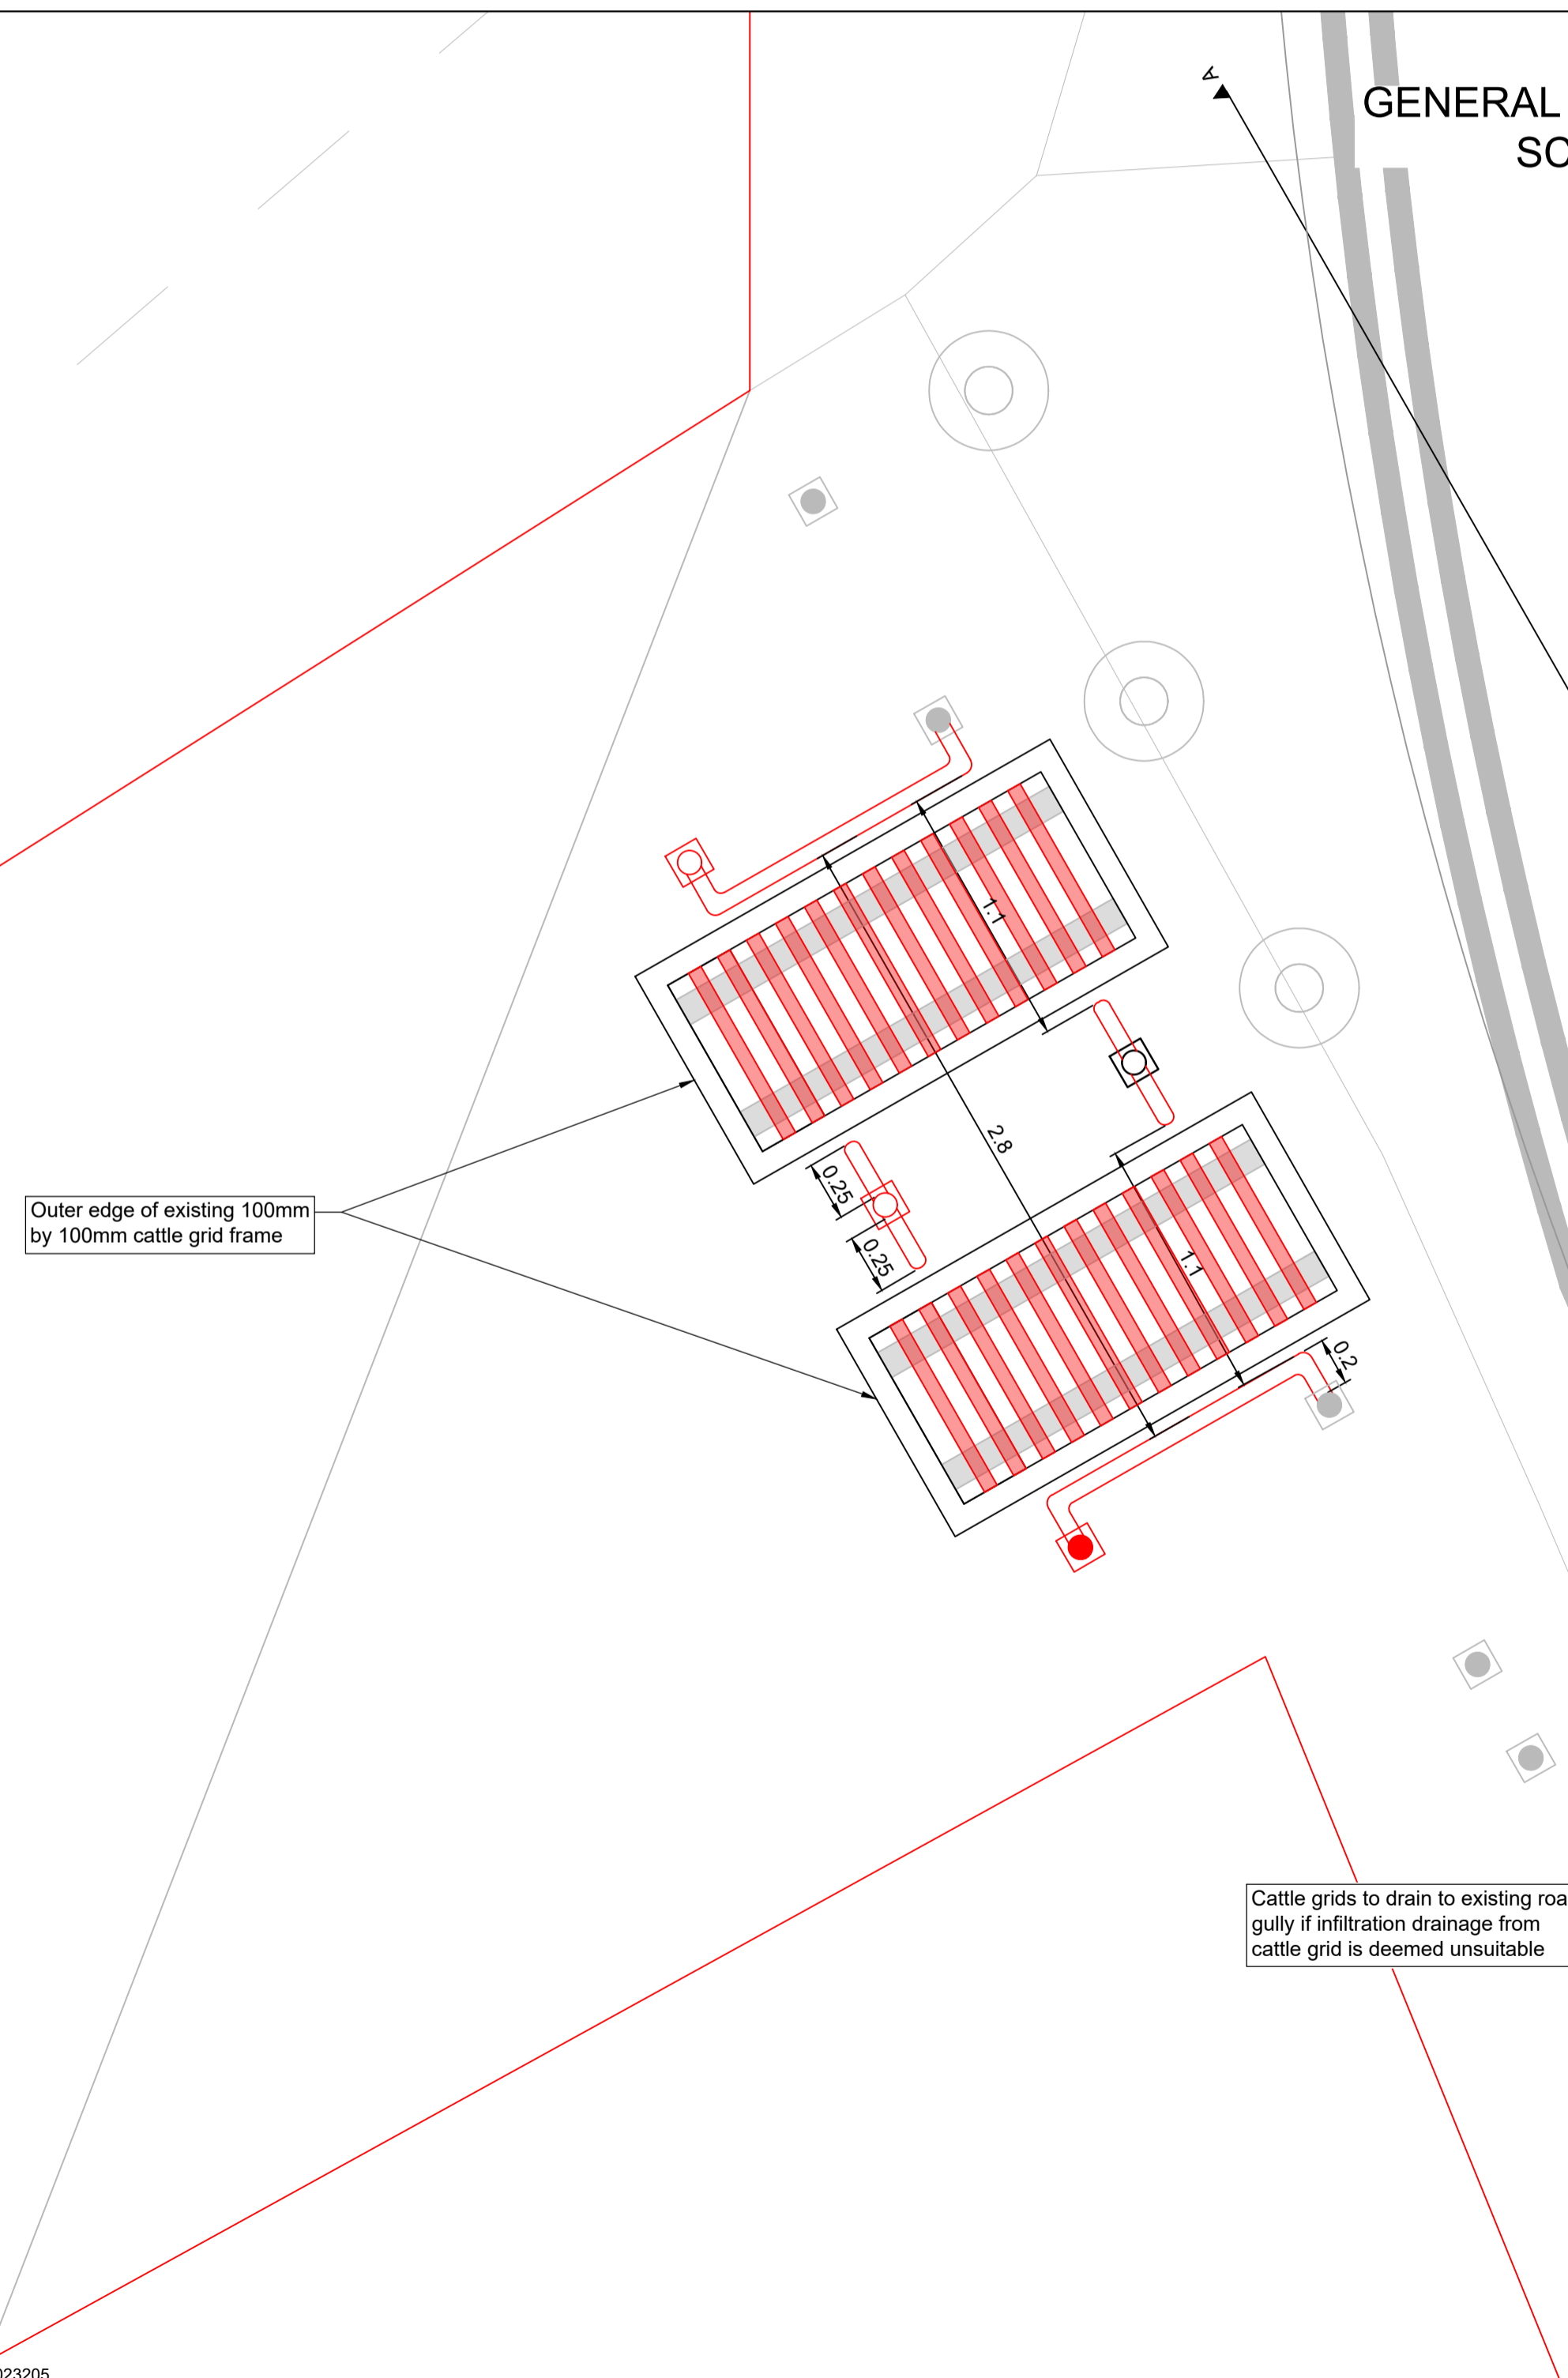 A
GENERAL
SC
1.1
2.8
0.25
0.25
1.1
0.2
Outer edge of existing 100mm
by 100mm cattle grid frame
Cattle grids to drain to existing roa
gully if infiltration drainage from
cattle grid is deemed unsuitable
023205